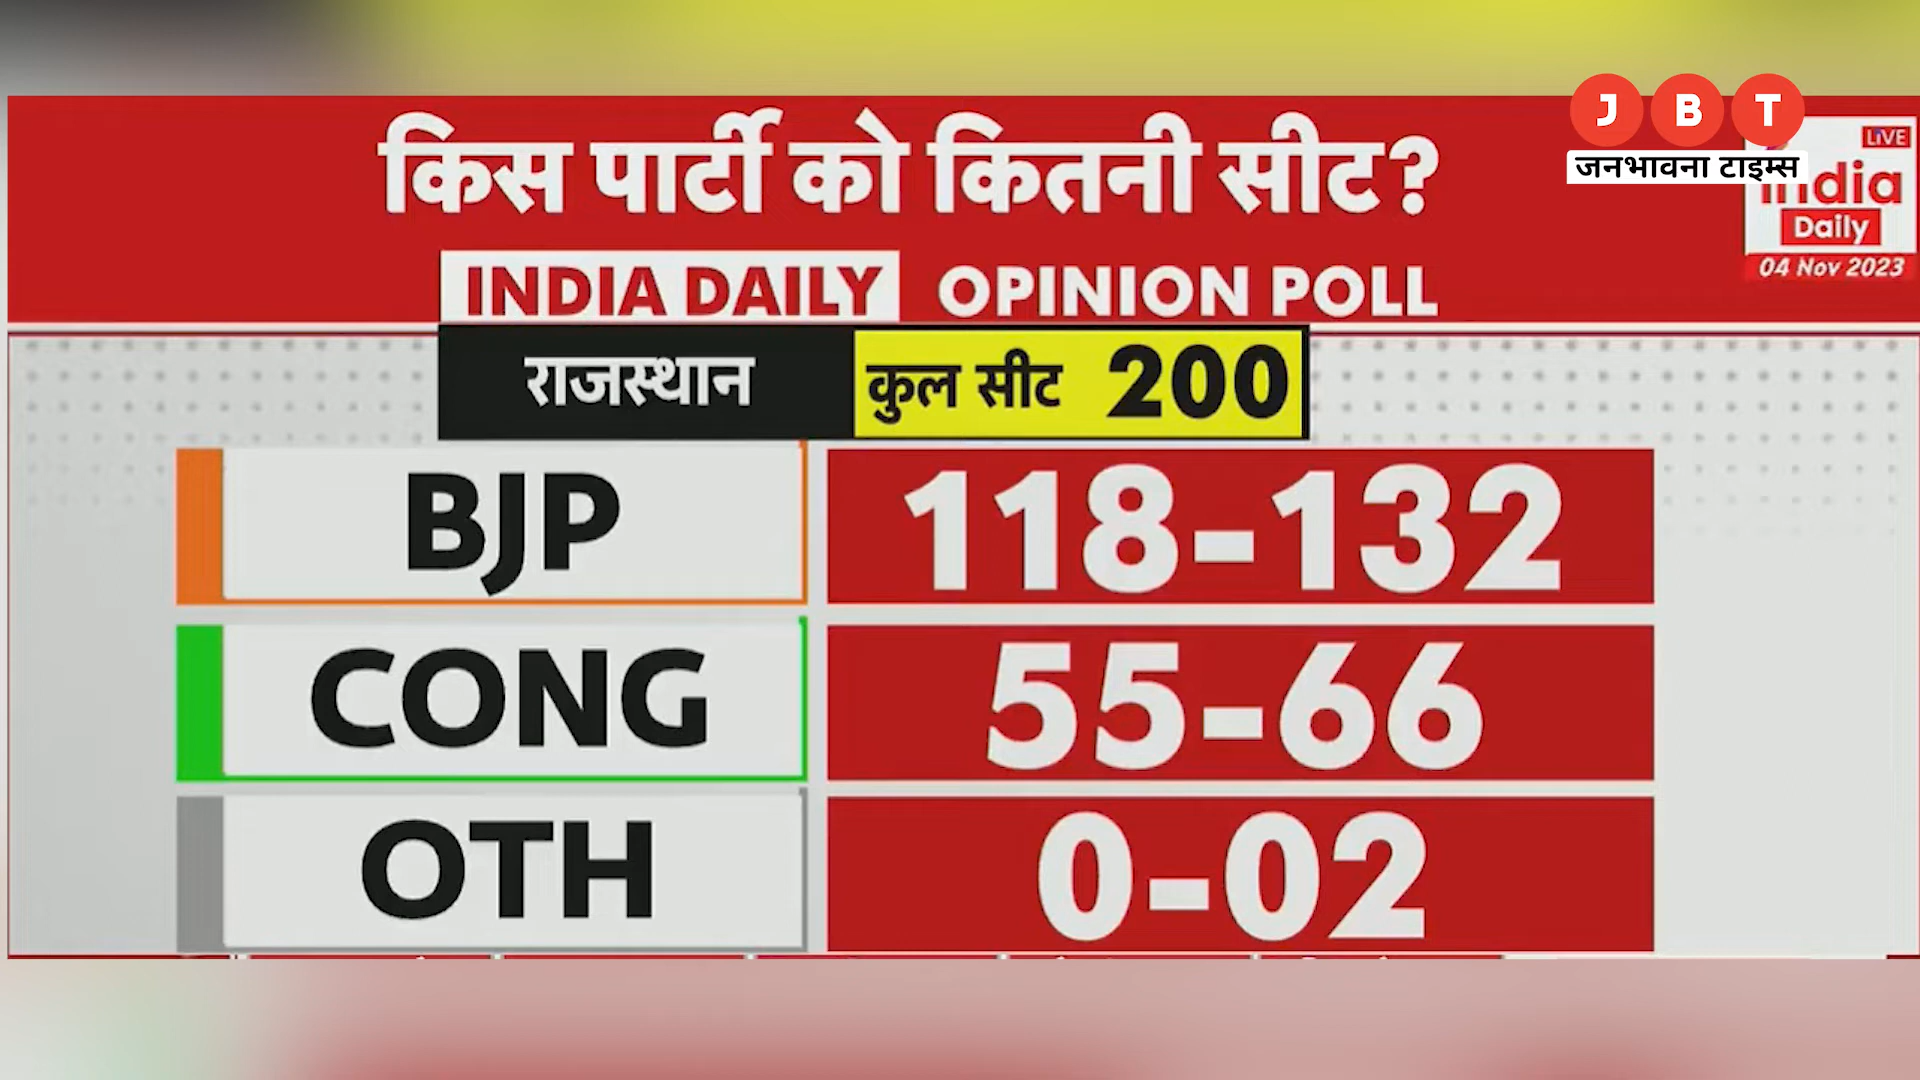 J B T
जनभावना टाइम्स
LIVE
India
Daily
04 Nov 2023
किस पार्टी को कितनी सीट?
INDIA DAILY OPINION POLL
राजस्थान कुल सीट 200
BJP 118-132
CONG 55-66
OTH 0-02